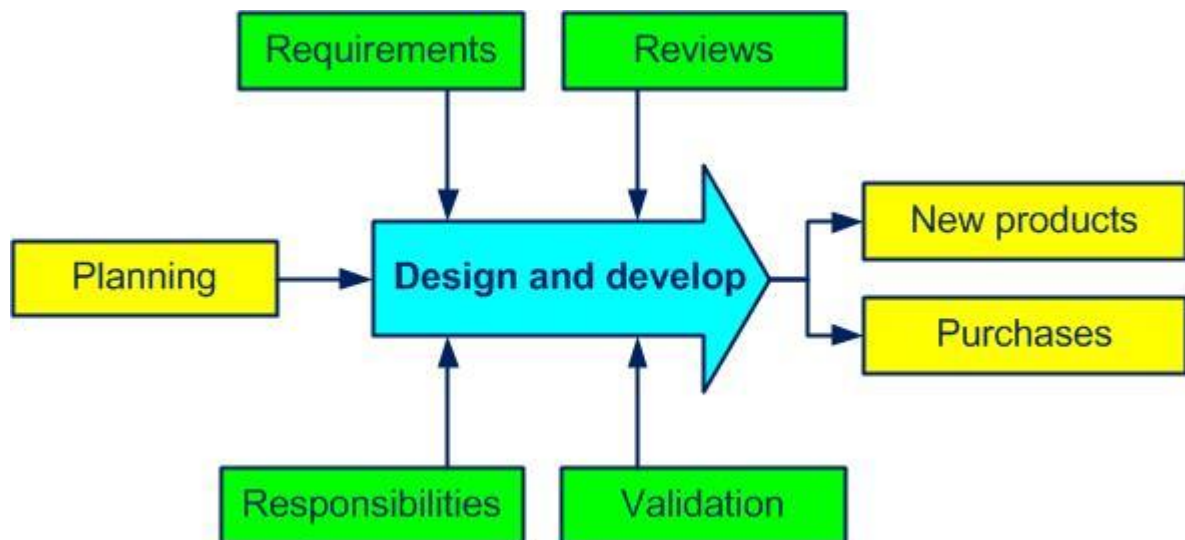 Requirements
Reviews
New products
Planning
Design and develop
Purchases
Responsibilities
Validation